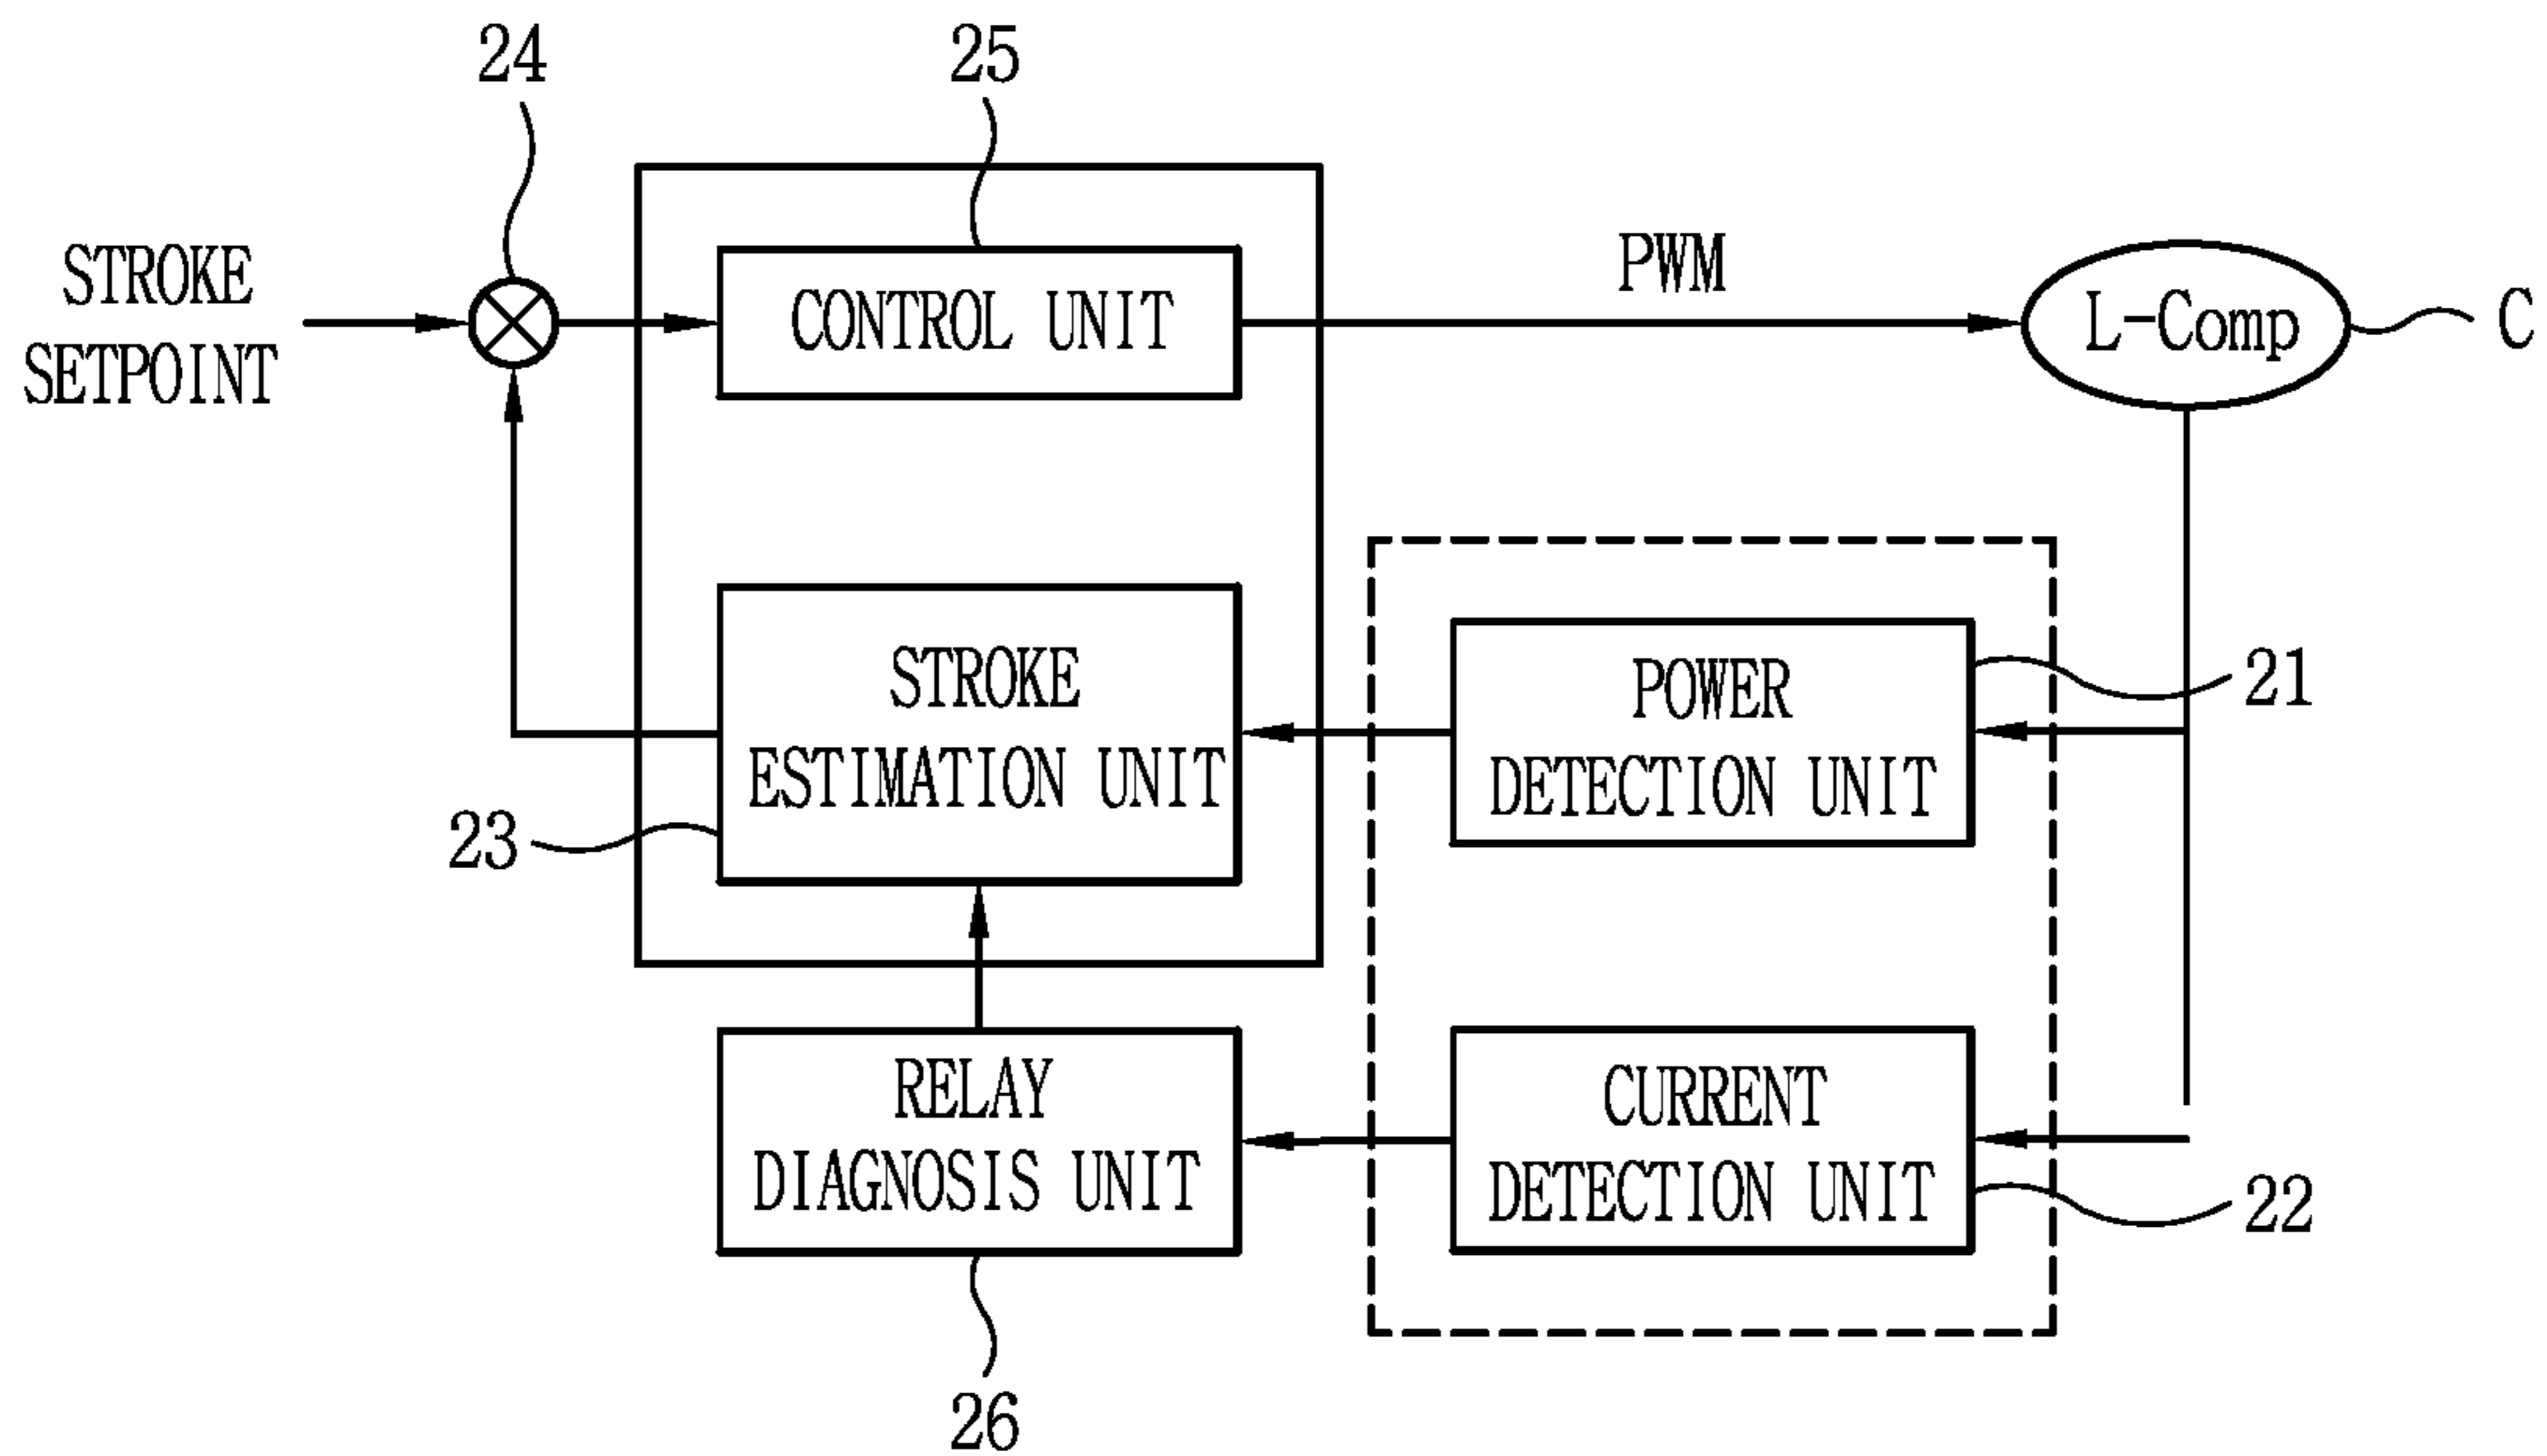 24
25
STROKE
SETPOINT
CONTROL UNIT
PWM
L-Comp
C
STROKE
ESTIMATION UNIT
23
POWER
DETECTION UNIT
21
RELAY
DIAGNOSIS UNIT
26
CURRENT
DETECTION UNIT
22